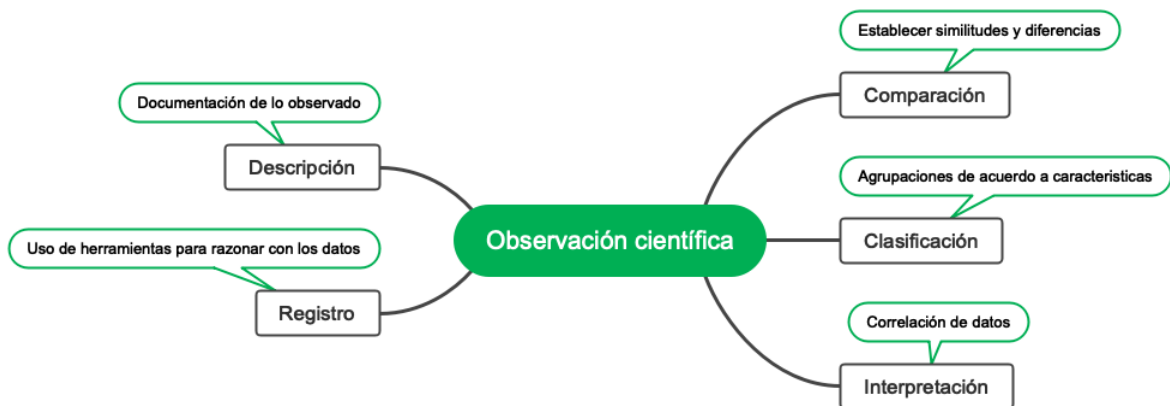 Establecer similitudes y diferencias
Comparación
Documentación de lo observado
Descripción
Agrupaciones de acuerdo a caracteristicas
Clasificación
Observación científica
Uso de herramientas para razonar con los datos
Registro
Correlación de datos
Interpretación